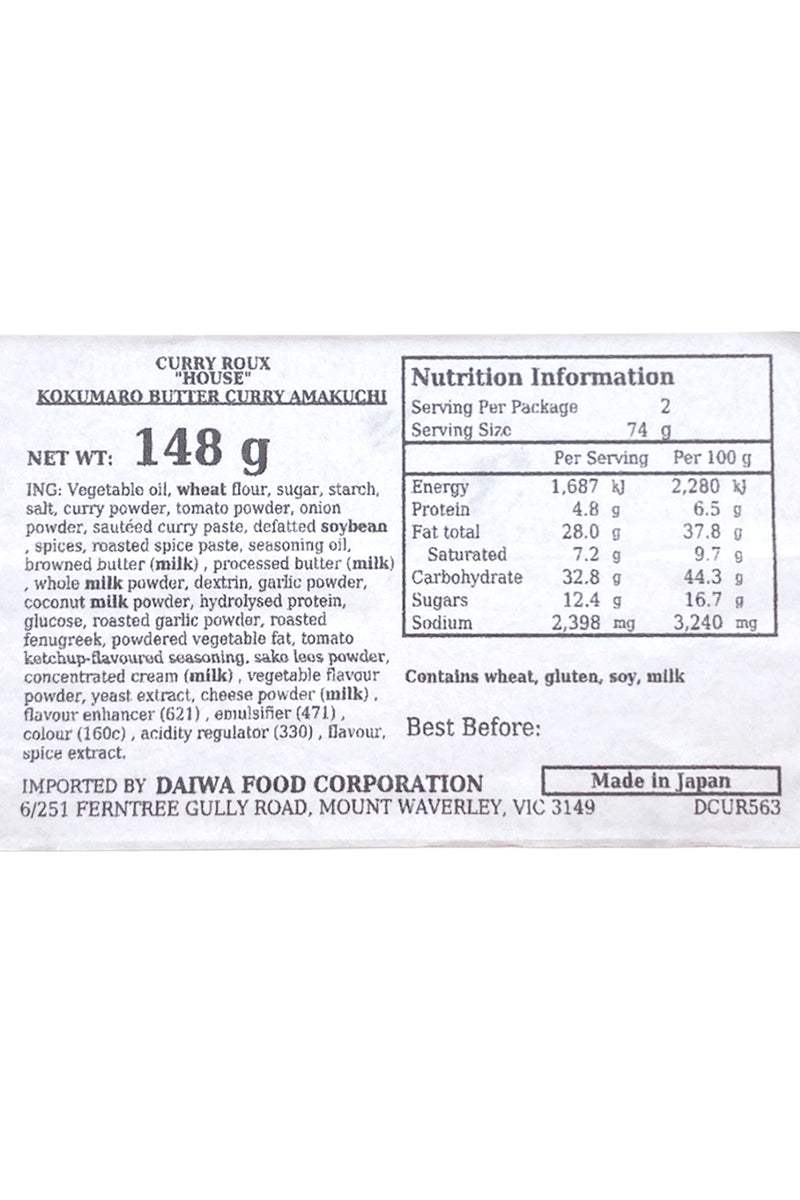 CURRY ROUX
"HOUSE"
KOKUMARO BUTTER CURRY AMAKUCHI
NET WT: 148 g
ING: Vegetable oil, wheat flour, sugar, starch,
salt, curry powder, tomato powder, onion
powder, sautéed curry paste, defatted soybean
, spices, roasted spice paste, seasoning oil,
browned butter (milk) , processed butter (milk)
, whole milk powder, dextrin, garlic powder,
coconut milk powder, hydrolysed protein,
glucose, roasted garlic powder, roasted
fenugreek, powdered vegetable fat, tomato
ketchup-flavoured seasoning, sake lees powder,
concentrated cream (milk) , vegetable flavour
powder, yeast extract, cheese powder (milk) ,
flavour enhancer (621) , emulsifier (471) ,
colour (160c) , acidity regulator (330) , flavour,
spice extract.
Nutrition Information
Serving Per Package 2
Serving Size 74 g
Per Serving Per 100 g
Energy 1,687 kJ 2,280 kJ
Protein 4.8 g 6.5 g
Fat total 28.0 g 37.8 g
Saturated 7.2 g 9.7 g
Carbohydrate 32.8 g 44.3 g
Sugars 12.4 g 16.7 g
Sodium 2,398 mg 3,240 mg
Contains wheat, gluten, soy, milk
Best Before:
IMPORTED BY DAIWA FOOD CORPORATION
Made in Japan
6/251 FERNTREE GULLY ROAD, MOUNT WAVERLEY, VIC 3149
DCUR563